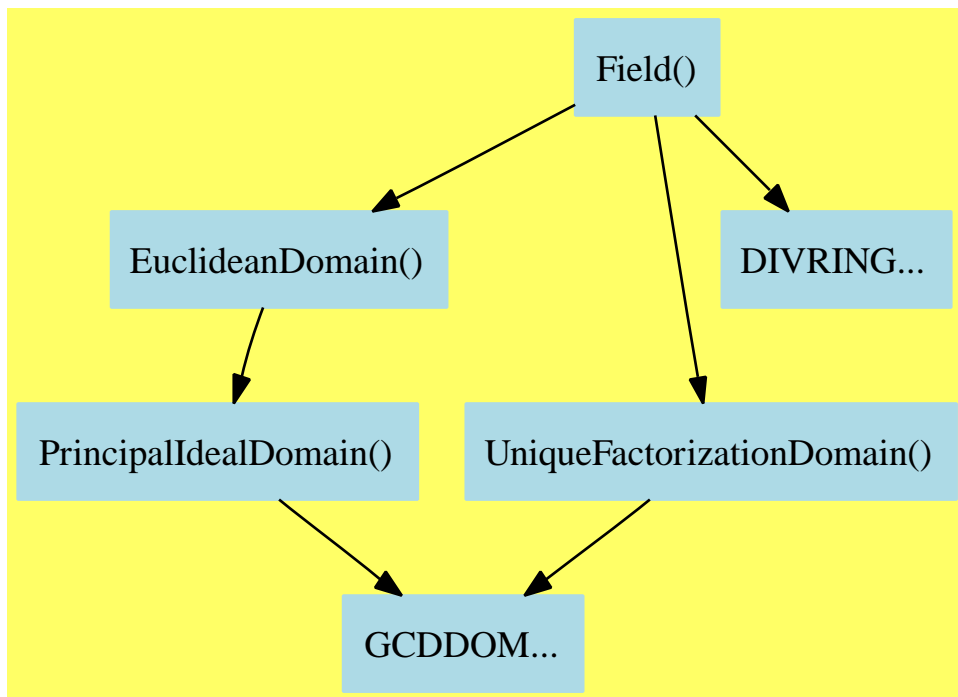 Field()
EuclideanDomain()
DIVRING...
PrincipalIdealDomain()
UniqueFactorizationDomain()
GCDDOM...